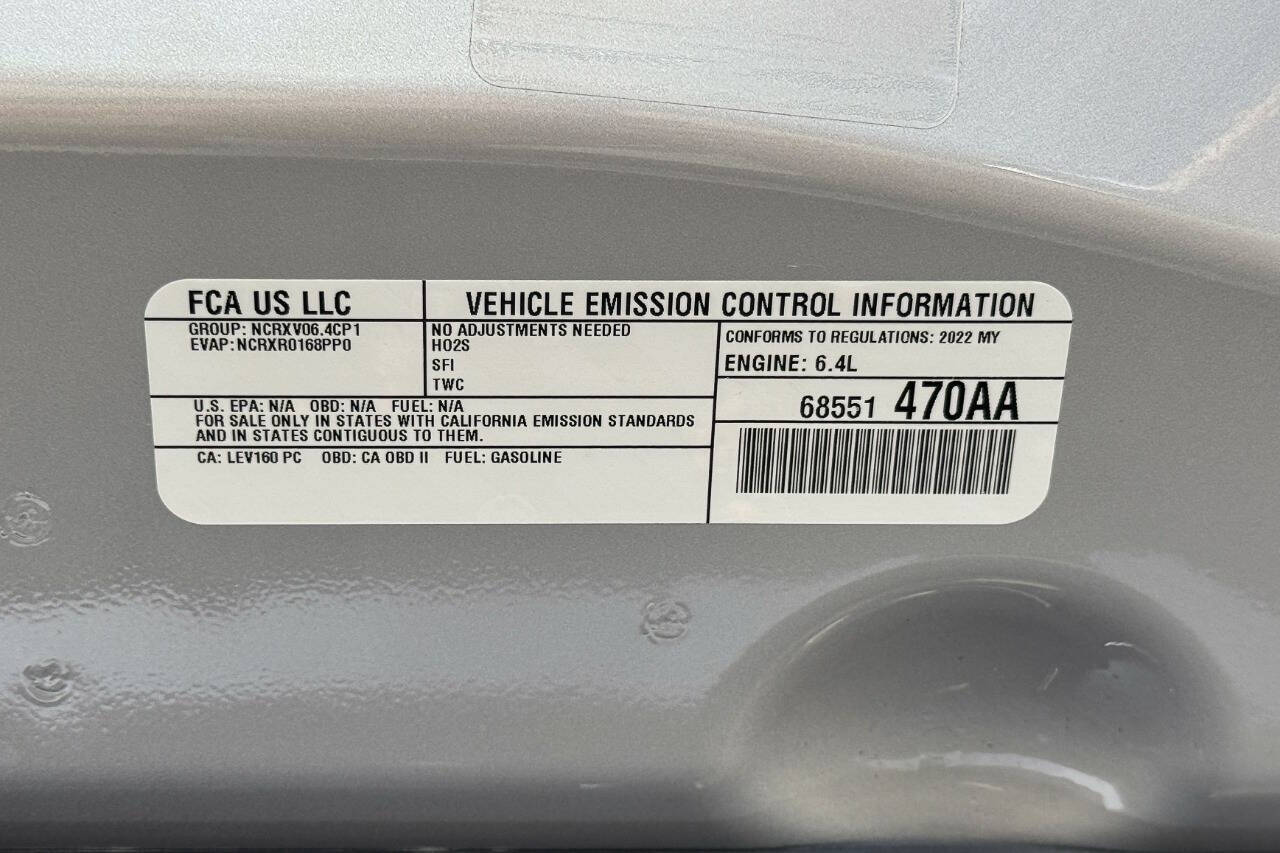 FCA US LLC
VEHICLE EMISSION CONTROL INFORMATION
GROUP: NCRXV06.4CP1
EVAP: NCRXR0168PP0
NO ADJUSTMENTS NEEDED
HO2S
SFI
TWC
CONFORMS TO REGULATIONS: 2022 MY
ENGINE: 6.4L
68551 470AA
U.S. EPA: N/A OBD: N/A FUEL: N/A
FOR SALE ONLY IN STATES WITH CALIFORNIA EMISSION STANDARDS
AND IN STATES CONTIGUOUS TO THEM.
CA: LEV160 PC OBD: CA OBD II FUEL: GASOLINE